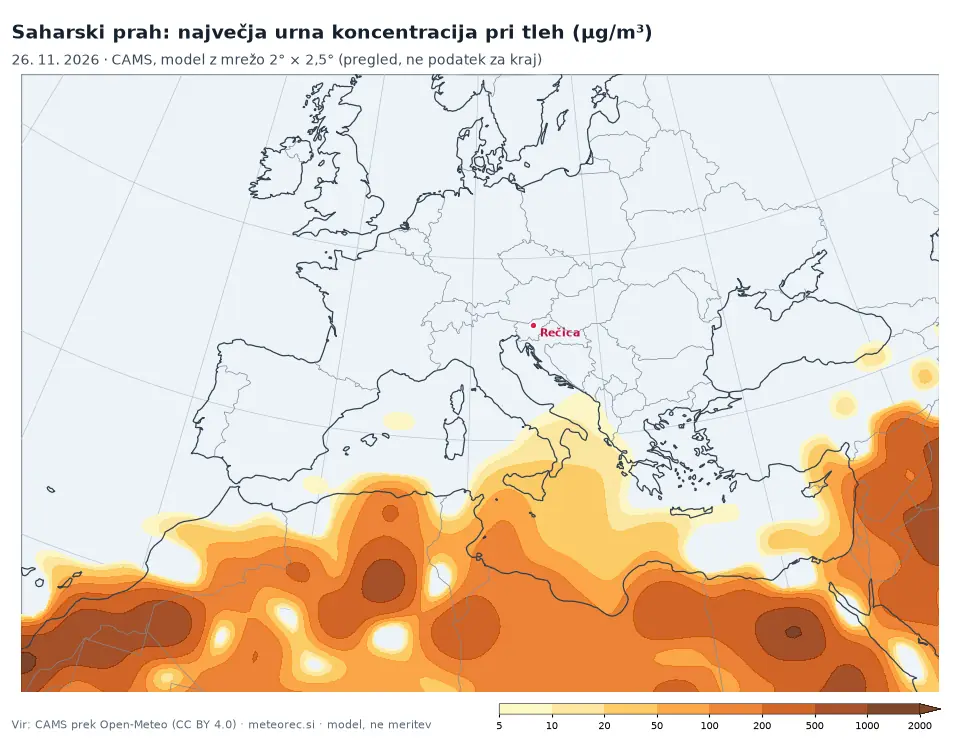 Saharski prah: največja urna koncentracija pri tleh (µg/m³)
26. 11. 2026 · CAMS, model z mrežo 2° × 2,5° (pregled, ne podatek za kraj)
Rečica
Vir: CAMS prek Open-Meteo (CC BY 4.0) · meteorec.si · model, ne meritev
5 10 20 50 100 200 500 1000 2000